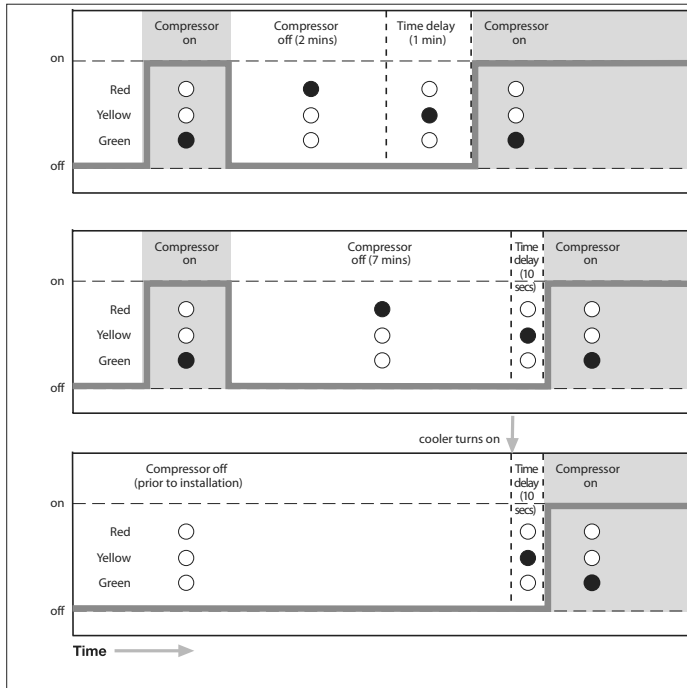 Compressor
on
Compressor
off (2 mins)
Time delay
(1 min)
Compressor
on
on
Red
Yellow
Green
off
Compressor
on
Compressor
off (7 mins)
Time
delay
(10
secs)
Compressor
on
on
Red
Yellow
Green
off
cooler turns on
Compressor off
(prior to installation)
Time
delay
(10
secs)
Compressor
on
on
Red
Yellow
Green
off
Time